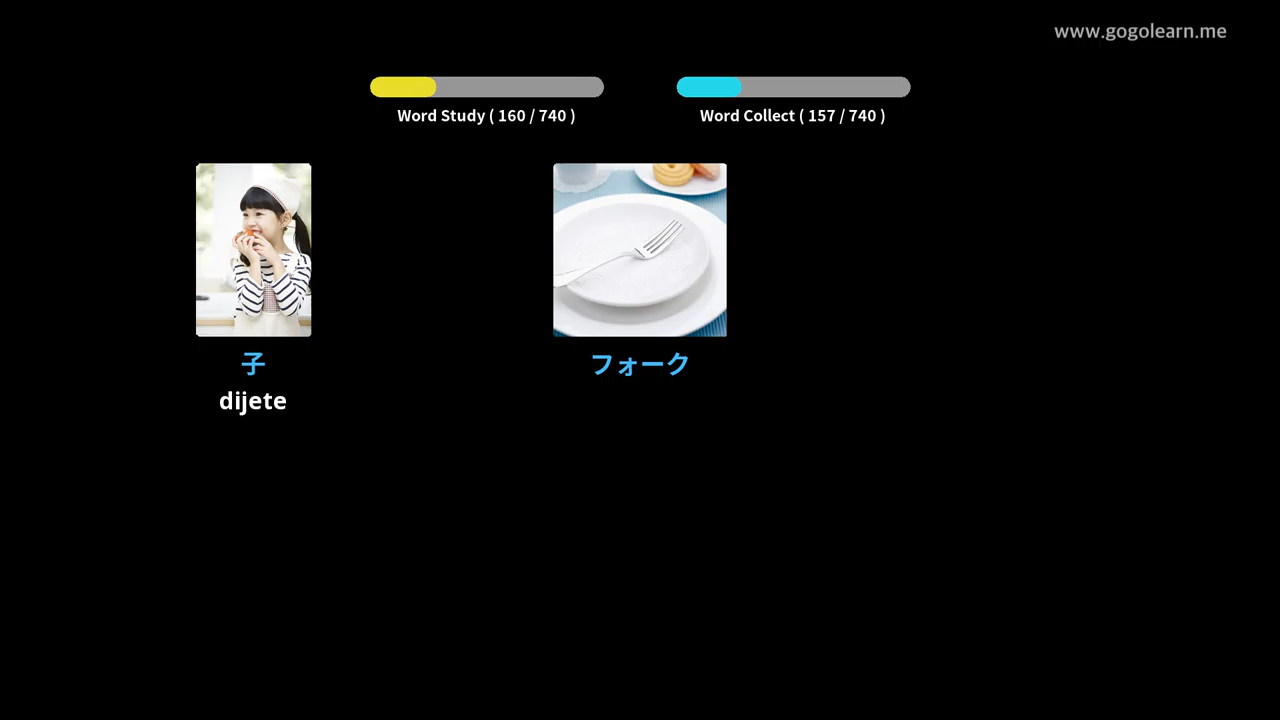 www.gogolearn.me
Word Study ( 160 / 740 )
Word Collect ( 157 / 740 )
子
dijete
フォーク